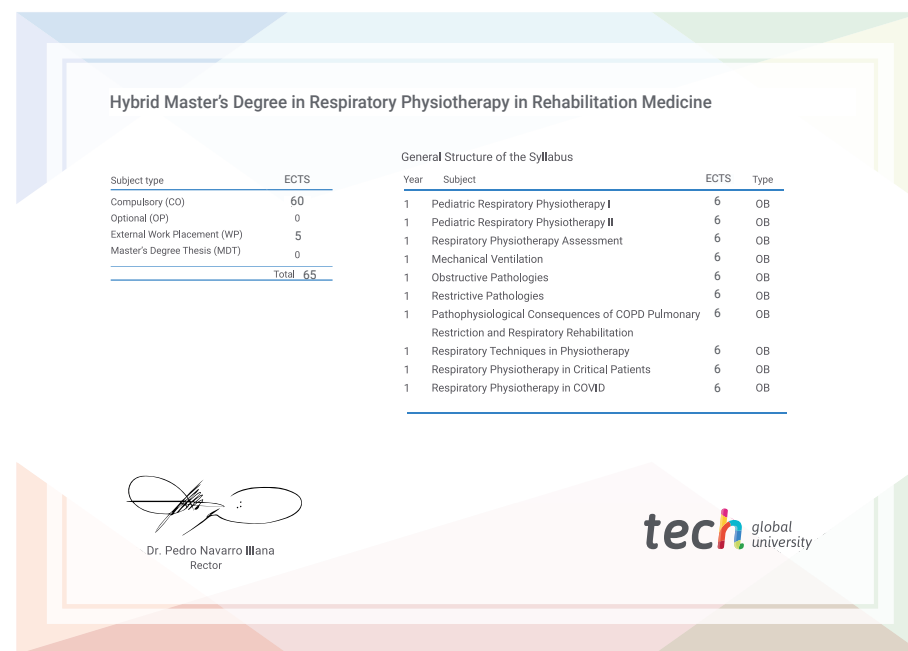 Hybrid Master's Degree in Respiratory Physiotherapy in Rehabilitation Medicine
Subject type ECTS
Compulsory (CO) 60
Optional (OP) 0
External Work Placement (WP) 5
Master's Degree Thesis (MDT) 0
Total 65
General Structure of the Syllabus
Year Subject ECTS Type
1 Pediatric Respiratory Physiotherapy I 6 OB
1 Pediatric Respiratory Physiotherapy II 6 OB
1 Respiratory Physiotherapy Assessment 6 OB
1 Mechanical Ventilation 6 OB
1 Obstructive Pathologies 6 OB
1 Restrictive Pathologies 6 OB
1 Pathophysiological Consequences of COPD Pulmonary 6 OB
Restriction and Respiratory Rehabilitation
1 Respiratory Techniques in Physiotherapy 6 OB
1 Respiratory Physiotherapy in Critical Patients 6 OB
1 Respiratory Physiotherapy in COVID 6 OB
Dr. Pedro Navarro Illana
Rector
tech global
university